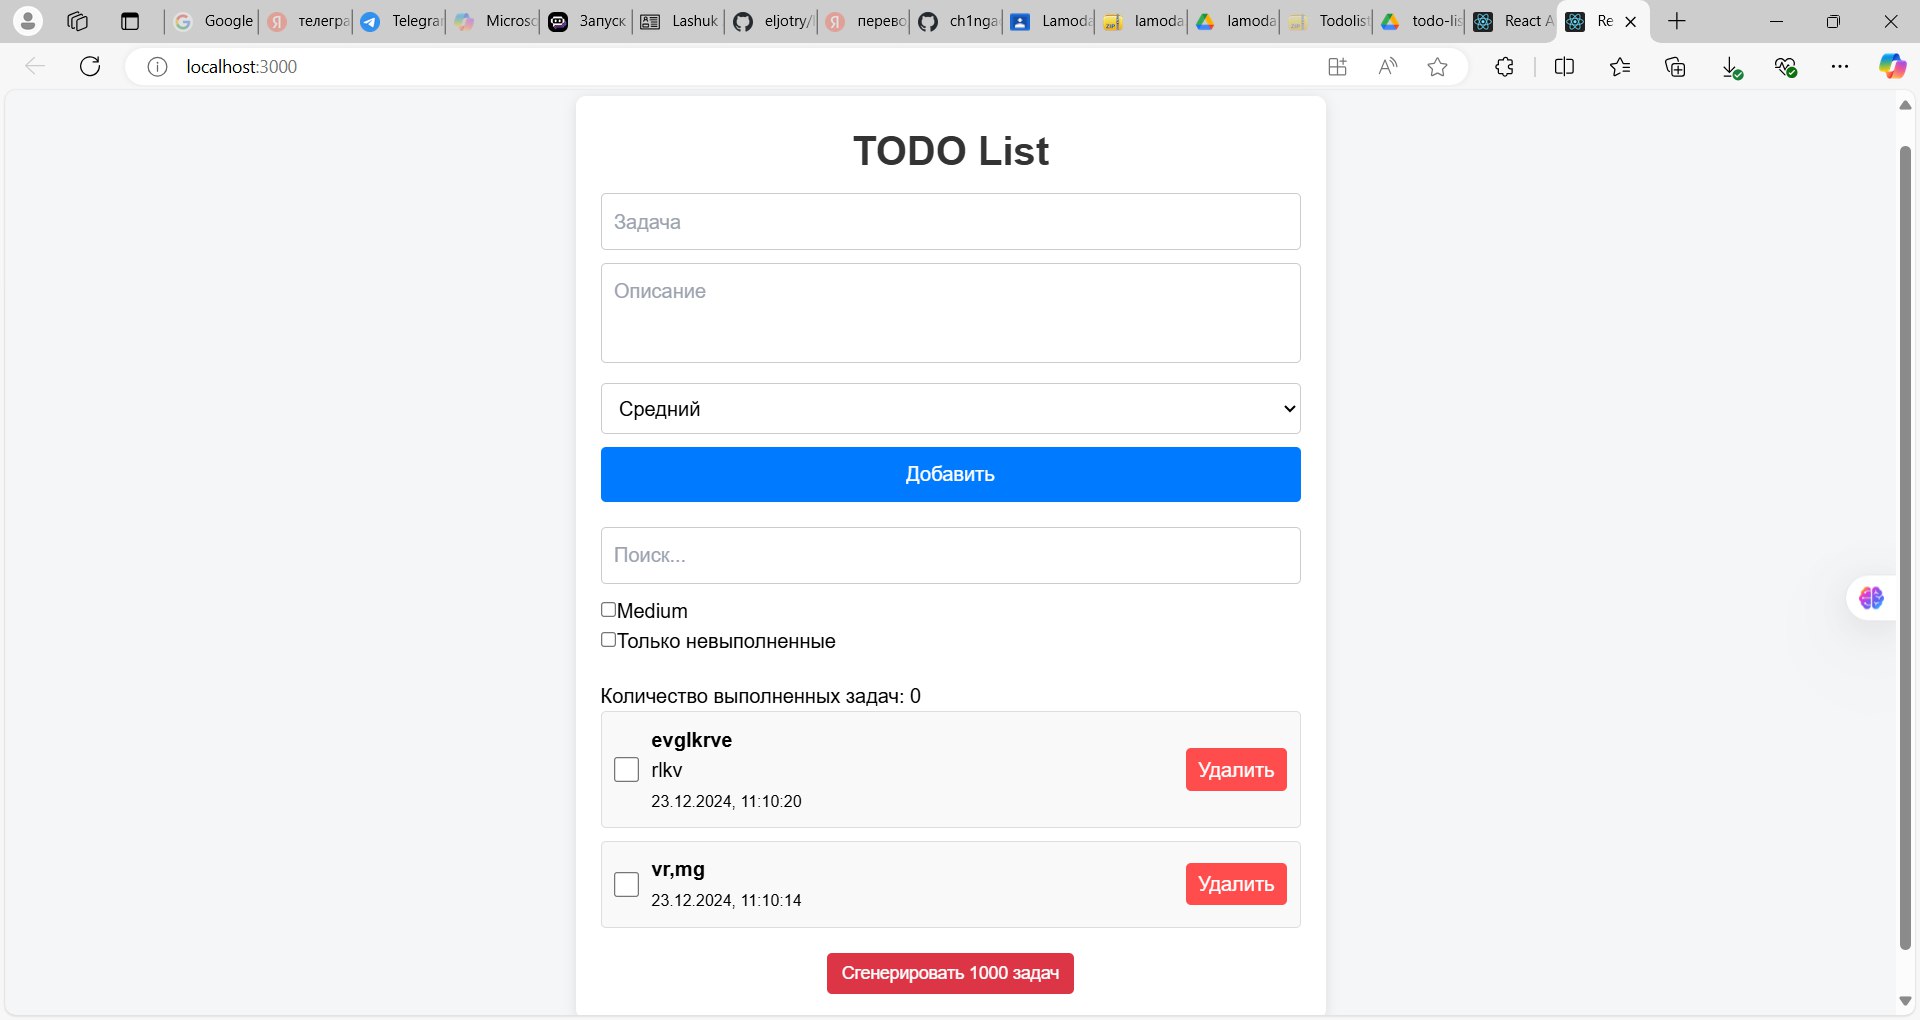 Google
телегра
Telegra
Microso
Запуск
Lashuk
eljotry/l
перево
ch1nga
Lamoda
lamoda
lamoda
Todolist
todo-lis
React A
Re
localhost:3000
TODO List
Задача
Описание
Средний
Добавить
Поиск...
Medium
Только невыполненные
Количество выполненных задач: 0
evglkrve
rlkv
23.12.2024, 11:10:20
Удалить
vr,mg
23.12.2024, 11:10:14
Удалить
Сгенерировать 1000 задач